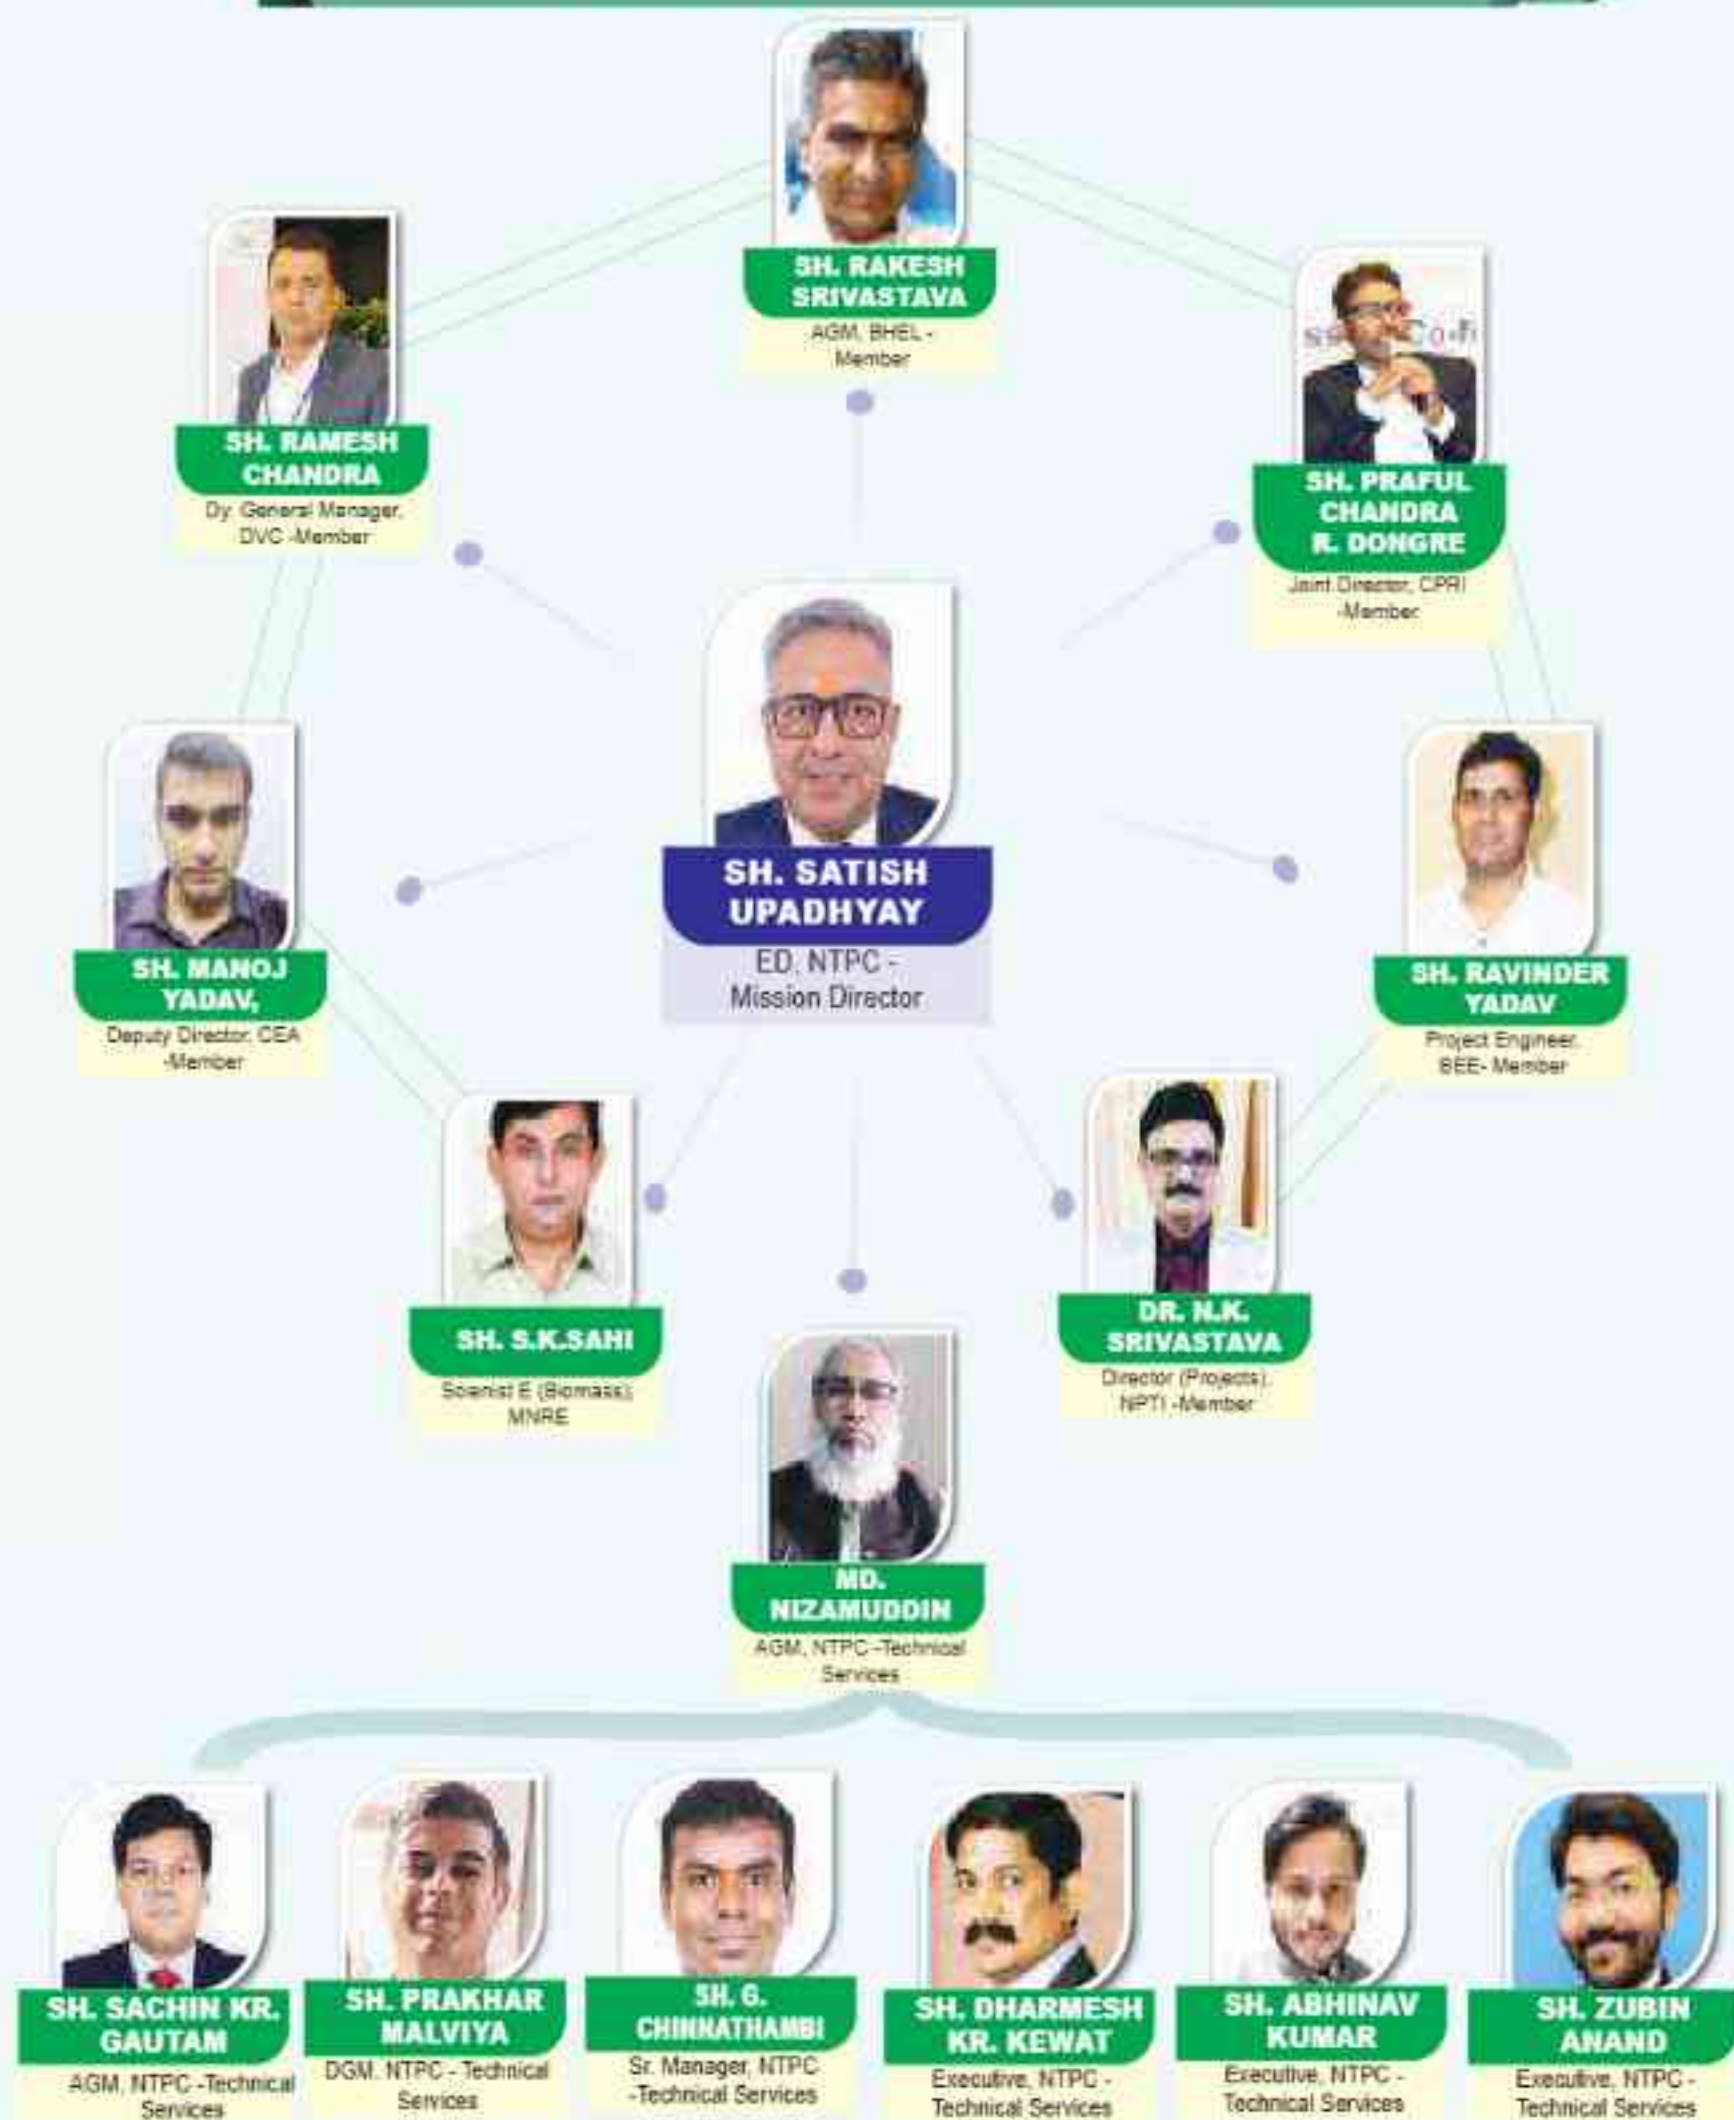 SH. RAKESH
SRIVASTAVA
AGM, BHEL -
Member
SH. RAMESH
CHANDRA
Dy. General Manager,
DVC -Member
SH. PRAFUL
CHANDRA
R. DONGRE
Joint Director, CPRI
-Member
SH. SATISH
UPADHYAY
ED, NTPC -
Mission Director
SH. MANOJ
YADAV,
Deputy Director, CEA
-Member
SH. RAVINDER
YADAV
Project Engineer,
BEE- Member
SH. S.K.SAHI
Scienist E (Biomass),
MNRE
DR. N.K.
SRIVASTAVA
Director (Projects),
NPTI -Member
MD.
NIZAMUDDIN
AGM, NTPC -Technical
Services
SH. SACHIN KR.
GAUTAM
AGM, NTPC -Technical
Services
SH. PRAKHAR
MALVIYA
DGM, NTPC - Technical
Services
SH. G.
CHINNATHAMBI
Sr. Manager, NTPC
-Technical Services
SH. DHARMESH
KR. KEWAT
Executive, NTPC -
Technical Services
SH. ABHINAV
KUMAR
Executive, NTPC -
Technical Services
SH. ZUBIN
ANAND
Executive, NTPC -
Technical Services